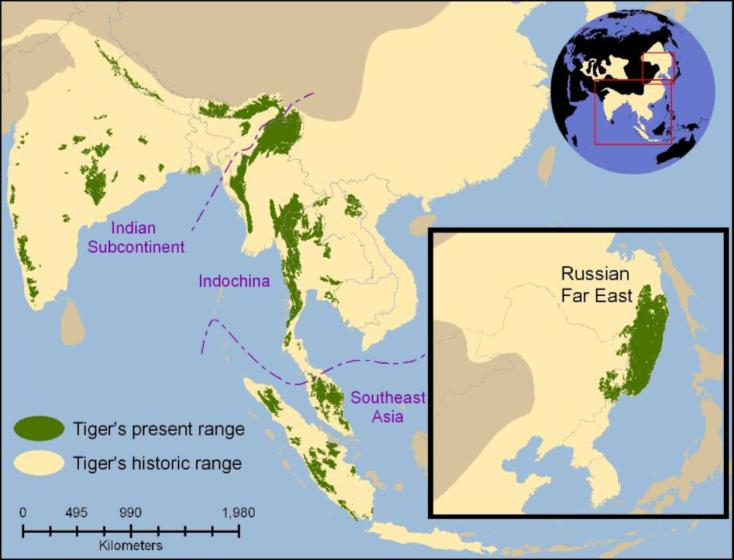 Indian
Subcontinent
Indochina
Russian
Far East
Southeast
Asia
Tiger's present range
Tiger's historic range
0 495 990 1,980
Kilometers